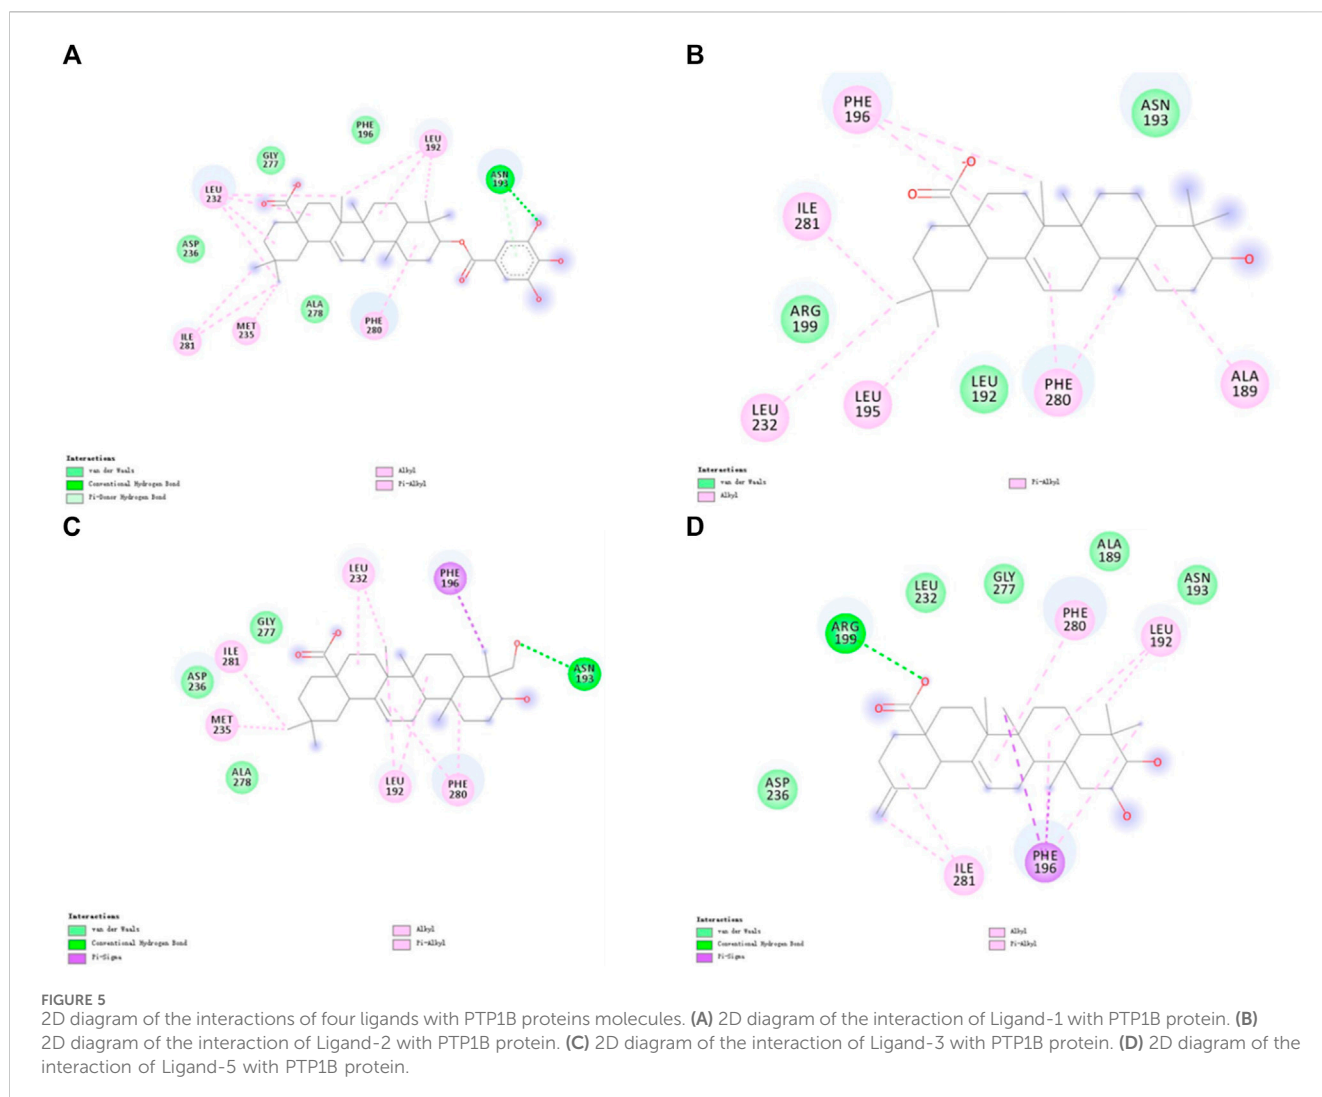 A
PHE
196
GLY
277
LEU
192
ASN
193
LEU
232
ASP
236
ALA
278
PHE
280
MET
235
ILE
281
O
O
O
O
O
O
O
Interactions
van der Waals
Conventional Hydrogen Bond
Pi-Donor Hydrogen Bond
Alkyl
Pi-Alkyl
B
PHE
196
ASN
193
ILE
281
ARG
199
LEU
192
PHE
280
ALA
189
LEU
195
LEU
232
-O
O
O
Interactions
van der Waals
Alkyl
Pi-Alkyl
C
LEU
232
PHE
196
GLY
277
ILE
281
ASP
236
MET
235
ALA
278
LEU
192
PHE
280
ASN
193
O
O
O
O
Interactions
van der Waals
Conventional Hydrogen Bond
Pi-Sigma
Alkyl
Pi-Alkyl
D
ALA
189
LEU
232
GLY
277
ASN
193
ARG
199
PHE
280
LEU
192
ASP
236
ILE
281
PHE
196
O
O
O
O
Interactions
van der Waals
Conventional Hydrogen Bond
Pi-Sigma
Alkyl
Pi-Alkyl
FIGURE 5
2D diagram of the interactions of four ligands with PTP1B proteins molecules. (A) 2D diagram of the interaction of Ligand-1 with PTP1B protein. (B)
2D diagram of the interaction of Ligand-2 with PTP1B protein. (C) 2D diagram of the interaction of Ligand-3 with PTP1B protein. (D) 2D diagram of the
interaction of Ligand-5 with PTP1B protein.